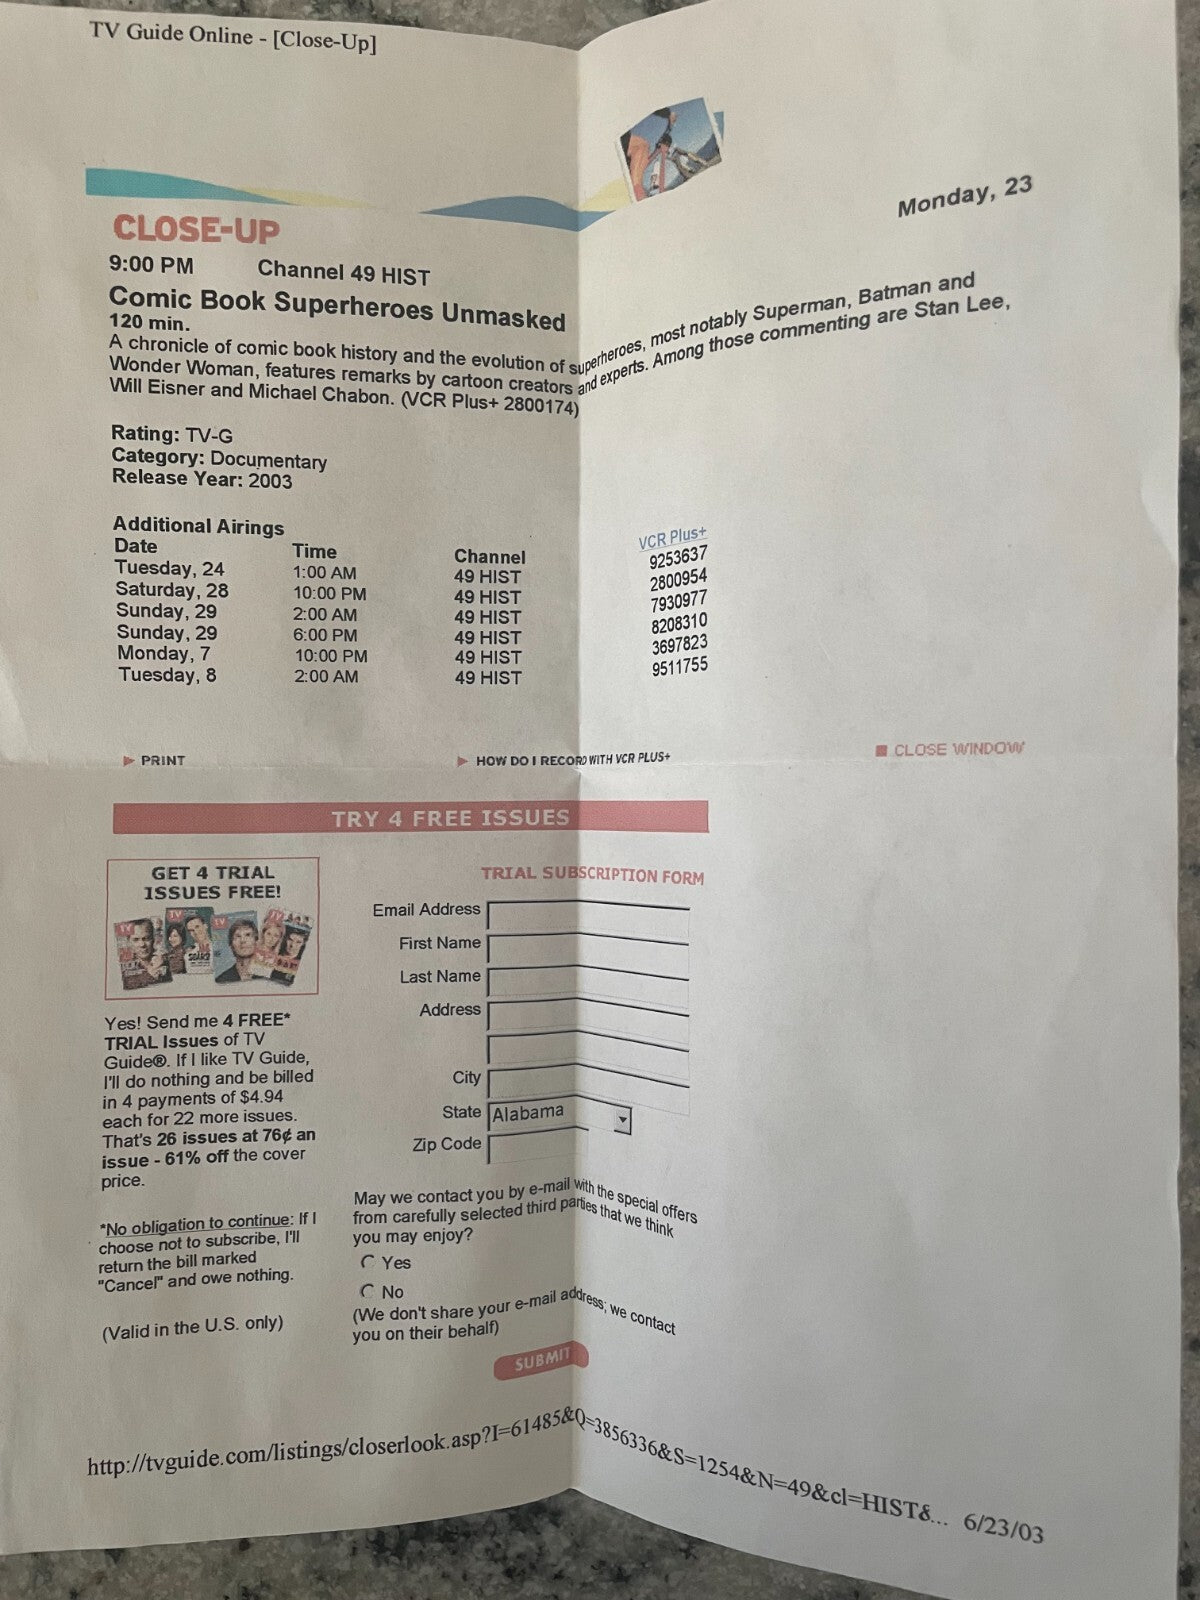 TV Guide Online - [Close-Up]
Monday, 23
CLOSE-UP
9:00 PM Channel 49 HIST
Comic Book Superheroes Unmasked
120 min.
A chronicle of comic book history and the evolution of superheroes, most notably Superman, Batman and
Wonder Woman, features remarks by cartoon creators and experts. Among those commenting are Stan Lee,
Will Eisner and Michael Chabon. (VCR Plus+ 2800174)
Rating: TV-G
Category: Documentary
Release Year: 2003
Additional Airings
Date Time Channel VCR Plus+
Tuesday, 24 1:00 AM 49 HIST 9253637
Saturday, 28 10:00 PM 49 HIST 2800954
Sunday, 29 2:00 AM 49 HIST 7930977
Sunday, 29 6:00 PM 49 HIST 8208310
Monday, 7 10:00 PM 49 HIST 3697823
Tuesday, 8 2:00 AM 49 HIST 9511755
PRINT HOW DO I RECORD WITH VCR PLUS+ CLOSE WINDOW
TRY 4 FREE ISSUES
GET 4 TRIAL
ISSUES FREE!
Yes! Send me 4 FREE*
TRIAL Issues of TV
Guide®. If I like TV Guide,
I'll do nothing and be billed
in 4 payments of $4.94
each for 22 more issues.
That's 26 issues at 76¢ an
issue - 61% off the cover
price.
*No obligation to continue: If I
choose not to subscribe, I'll
return the bill marked
"Cancel" and owe nothing.
(Valid in the U.S. only)
TRIAL SUBSCRIPTION FORM
Email Address
First Name
Last Name
Address
City
State Alabama
Zip Code
May we contact you by e-mail with the special offers
from carefully selected third parties that we think
you may enjoy?
Yes
No
(We don't share your e-mail address; we contact
you on their behalf)
SUBMIT
http://tvguide.com/listings/closerlook.asp?I=61485&Q=3856336&S=1254&N=49&cl=HIST&... 6/23/03